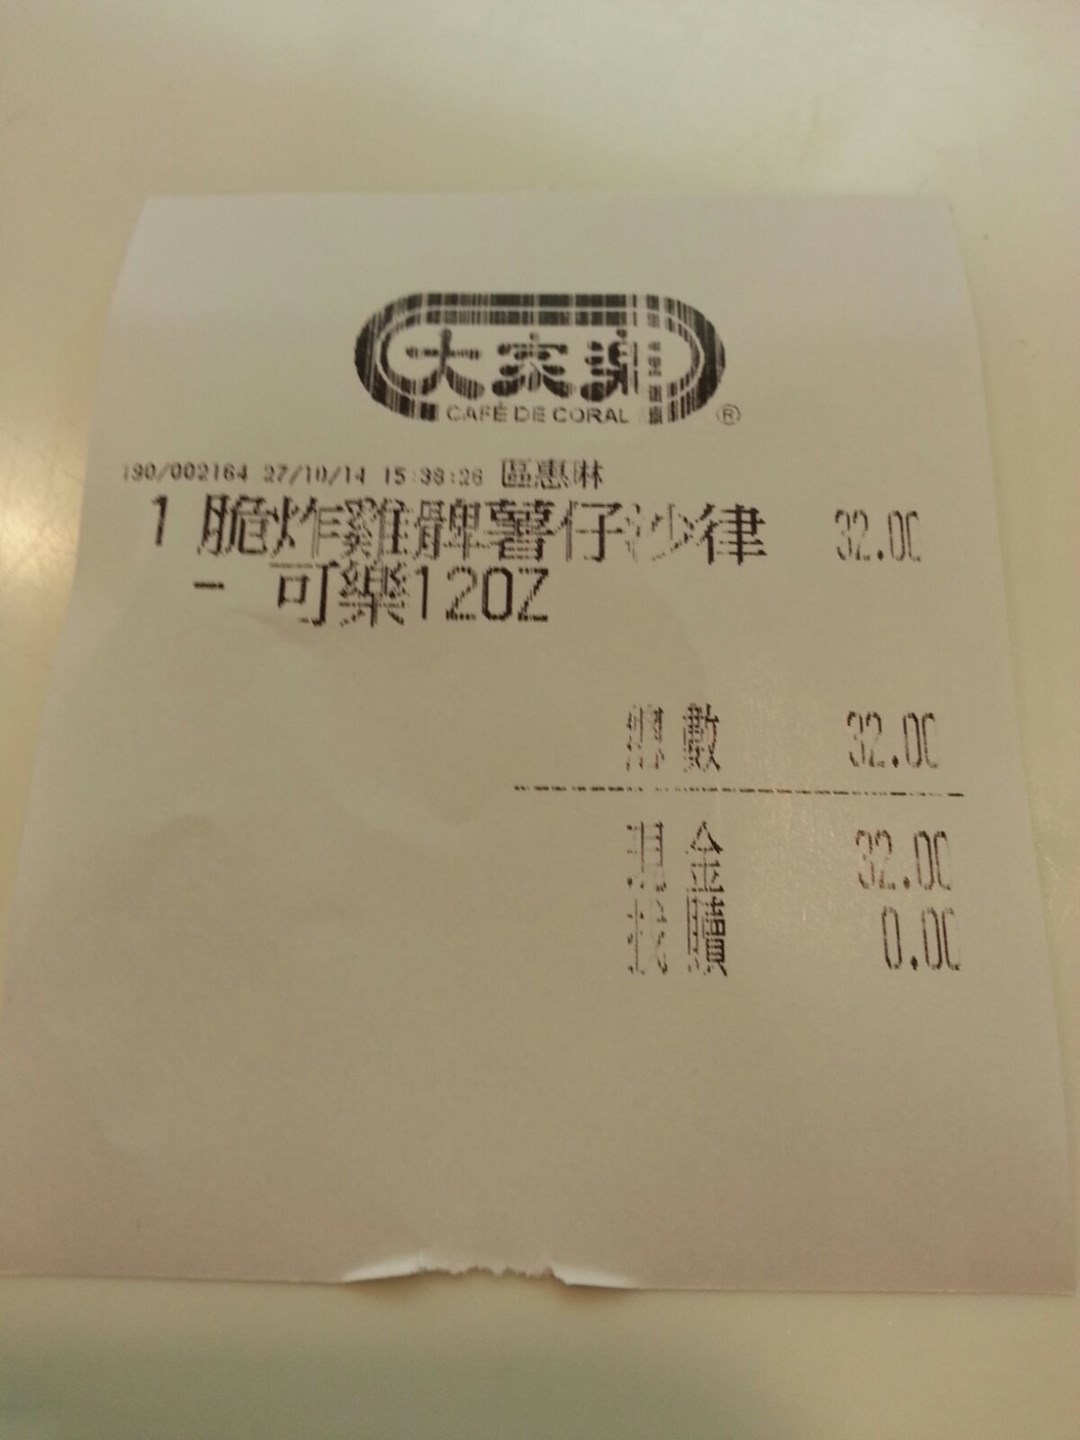 大家樂
CAFÉ DE CORAL ®
190/002164 27/10/14 15:38:26 區惠琳
1 脆炸雞髀薯仔沙律 32.00
- 可樂12OZ
總數 32.00
現金 32.00
找贖 0.00